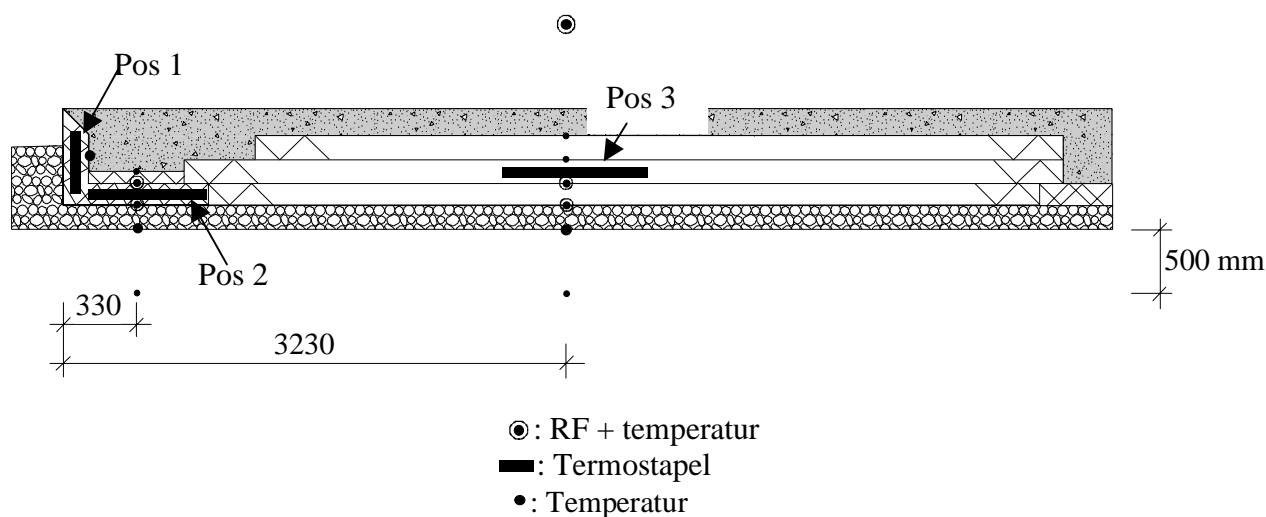 Pos 1
Pos 3
Pos 2
500 mm
330
3230
: RF + temperatur
: Termostapel
: Temperatur